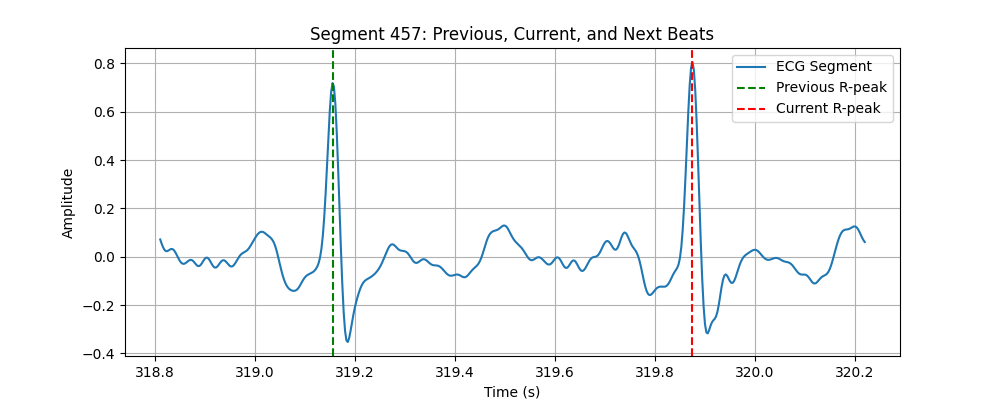 Segment 457: Previous, Current, and Next Beats
ECG Segment
Previous R-peak
Current R-peak
Amplitude
0.8
0.6
0.4
0.2
0.0
−0.2
−0.4
318.8 319.0 319.2 319.4 319.6 319.8 320.0 320.2
Time (s)